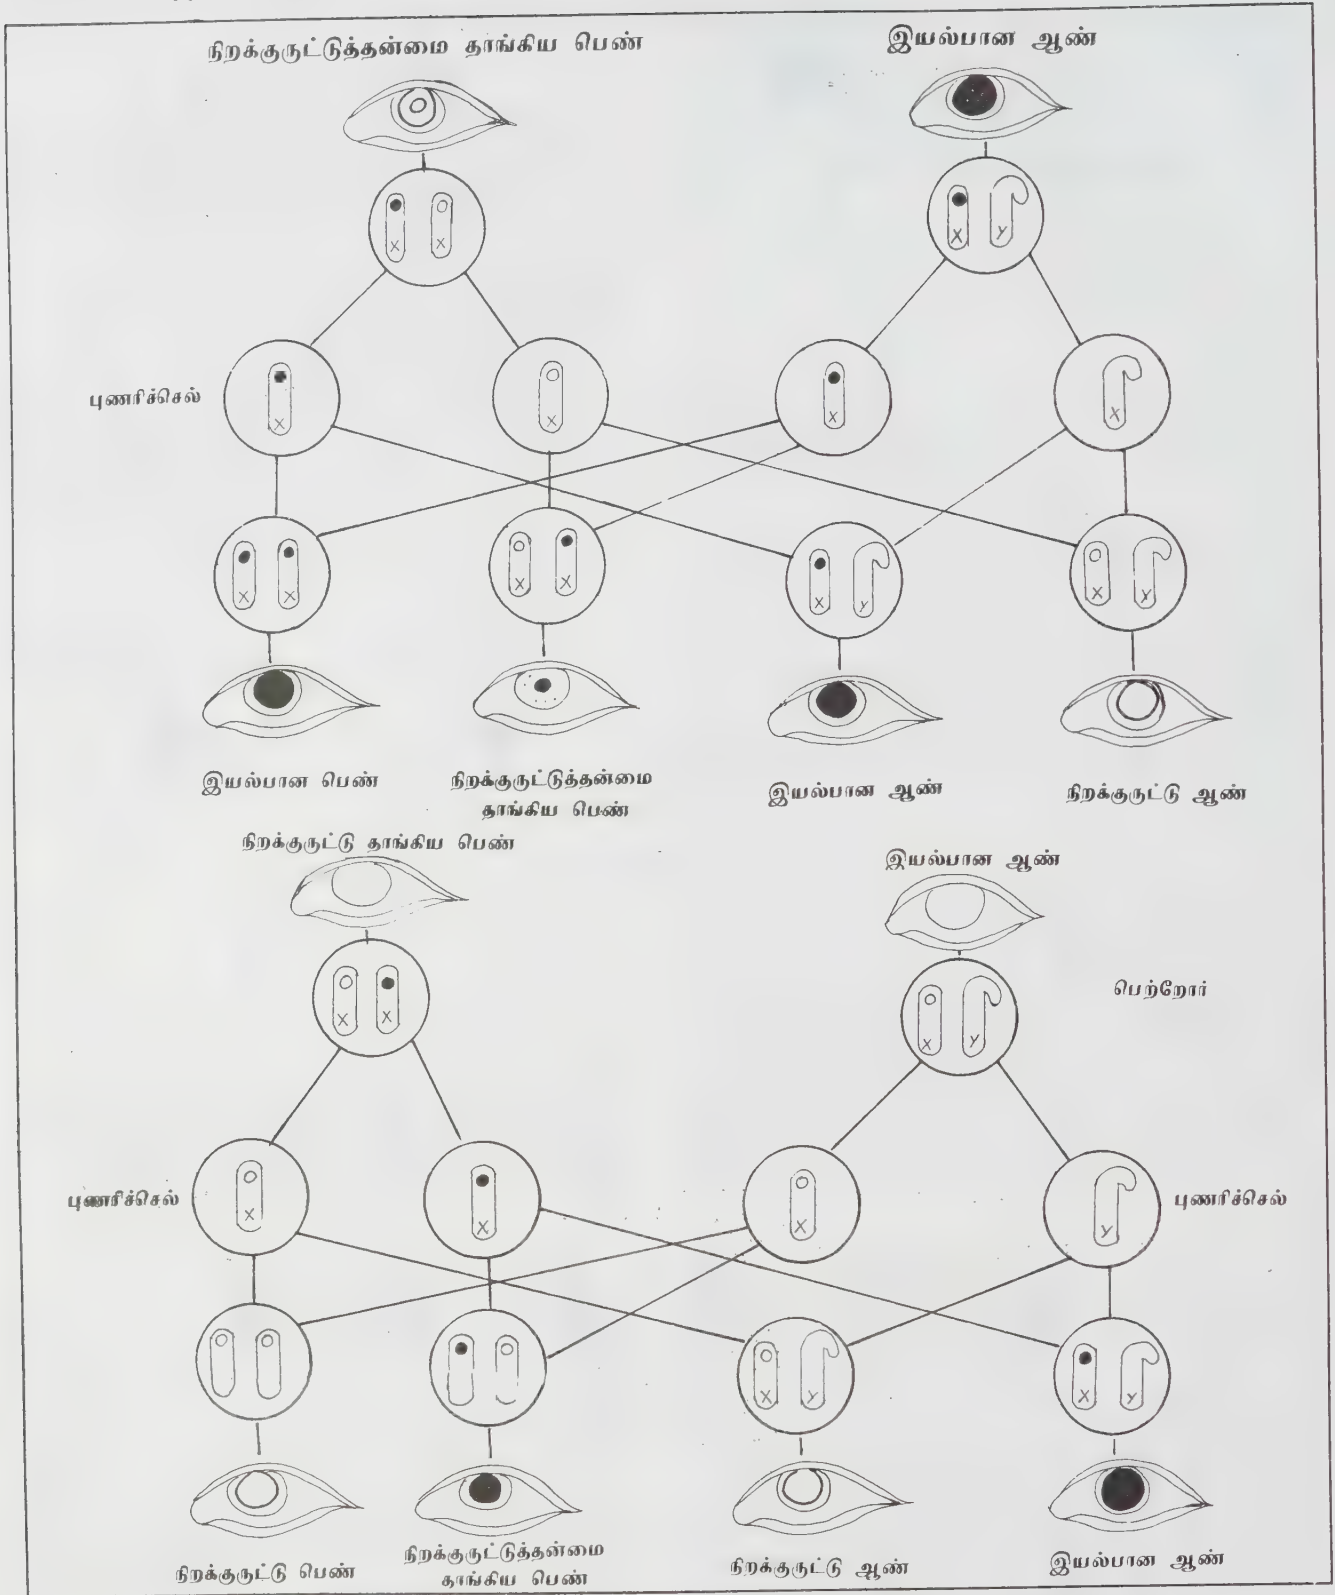 நிறக்குருட்டுத்தன்மை தாங்கிய பெண் இயல்பான ஆண்
X X X Y
புணரிச்செல் X X X X
X X X X X Y X Y
இயல்பான பெண் நிறக்குருட்டுத்தன்மை இயல்பான ஆண் நிறக்குருட்டு ஆண்
தாங்கிய பெண்
நிறக்குருட்டு தாங்கிய பெண் இயல்பான ஆண்
பெற்றோர்
X X X Y
புணரிச்செல் X X X Y புணரிச்செல்
X Y X Y
நிறக்குருட்டு பெண் நிறக்குருட்டுத்தன்மை நிறக்குருட்டு ஆண் இயல்பான ஆண்
தாங்கிய பெண்